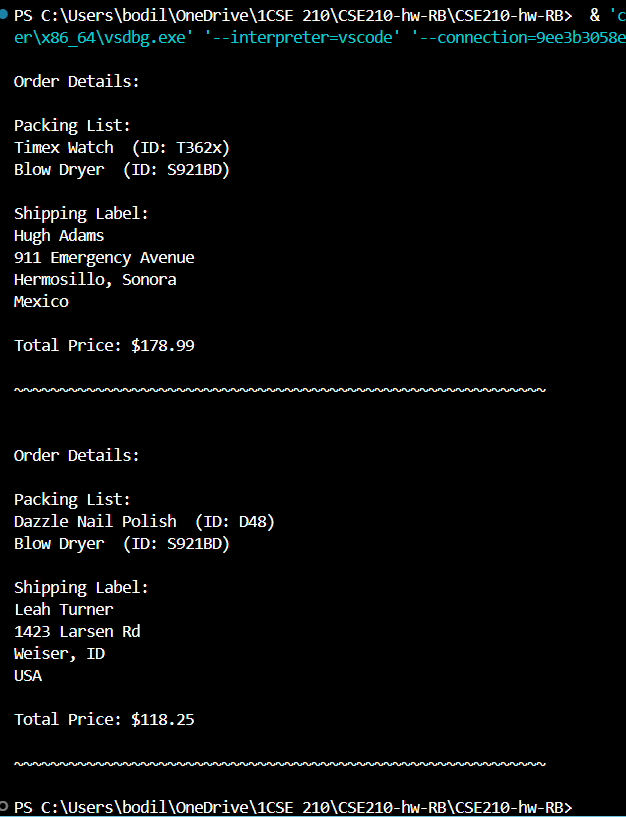 PS C:\Users\bodil\OneDrive\1CSE 210\CSE210-hw-RB\CSE210-hw-RB>  & 'c
er\x86_64\vsdbg.exe' '--interpreter=vscode' '--connection=9ee3b3058e
Order Details:
Packing List:
Timex Watch  (ID: T362x)
Blow Dryer  (ID: S921BD)
Shipping Label:
Hugh Adams
911 Emergency Avenue
Hermosillo, Sonora
Mexico
Total Price: $178.99
~~~~~~~~~~~~~~~~~~~~~~~~~~~~~~~~~~~~~~~~~~~~~~~~~~~~~~~~~~~
Order Details:
Packing List:
Dazzle Nail Polish  (ID: D48)
Blow Dryer  (ID: S921BD)
Shipping Label:
Leah Turner
1423 Larsen Rd
Weiser, ID
USA
Total Price: $118.25
~~~~~~~~~~~~~~~~~~~~~~~~~~~~~~~~~~~~~~~~~~~~~~~~~~~~~~~~~~~
PS C:\Users\bodil\OneDrive\1CSE 210\CSE210-hw-RB\CSE210-hw-RB>